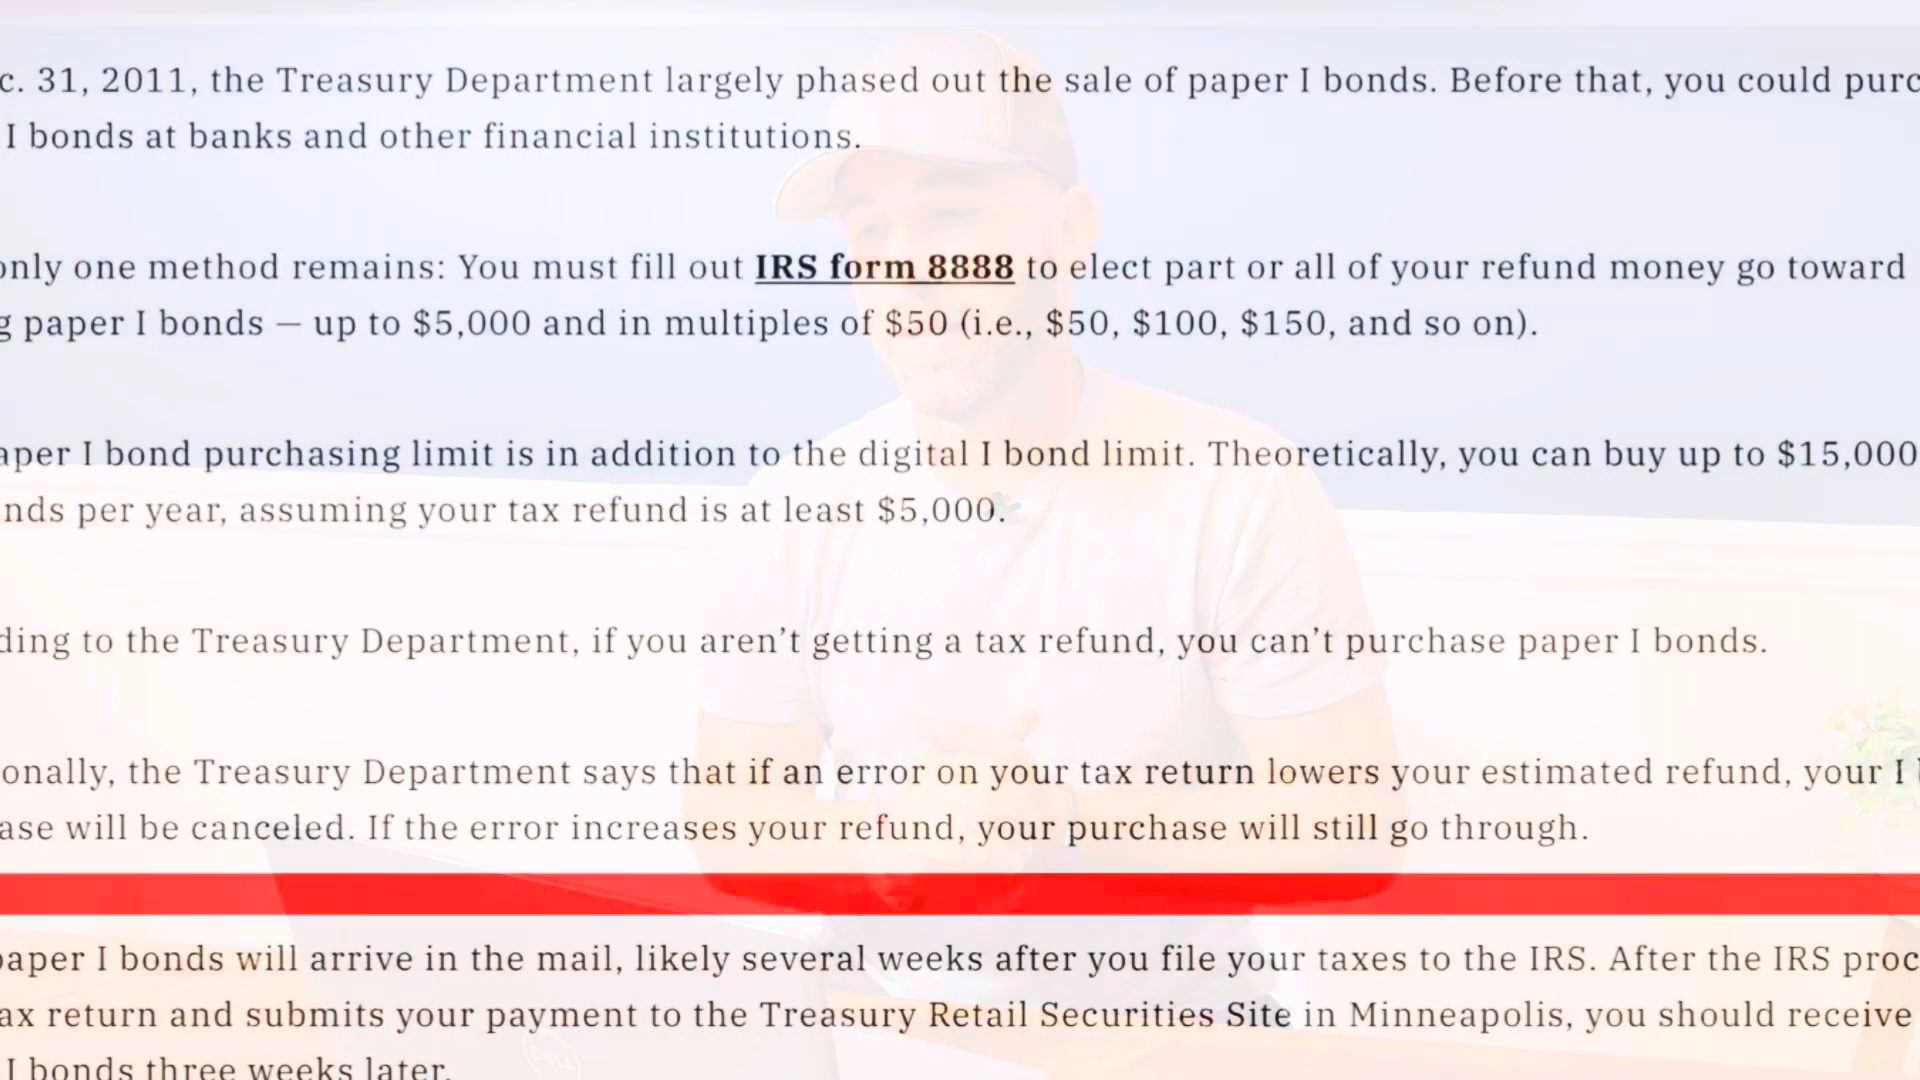 c. 31, 2011, the Treasury Department largely phased out the sale of paper I bonds. Before that, you could purc
I bonds at banks and other financial institutions.
only one method remains: You must fill out IRS form 8888 to elect part or all of your refund money go toward
g paper I bonds — up to $5,000 and in multiples of $50 (i.e., $50, $100, $150, and so on).
aper I bond purchasing limit is in addition to the digital I bond limit. Theoretically, you can buy up to $15,000
nds per year, assuming your tax refund is at least $5,000.
ding to the Treasury Department, if you aren’t getting a tax refund, you can’t purchase paper I bonds.
onally, the Treasury Department says that if an error on your tax return lowers your estimated refund, your I
ase will be canceled. If the error increases your refund, your purchase will still go through.
paper I bonds will arrive in the mail, likely several weeks after you file your taxes to the IRS. After the IRS proc
ax return and submits your payment to the Treasury Retail Securities Site in Minneapolis, you should receive
I bonds three weeks later.
DELL